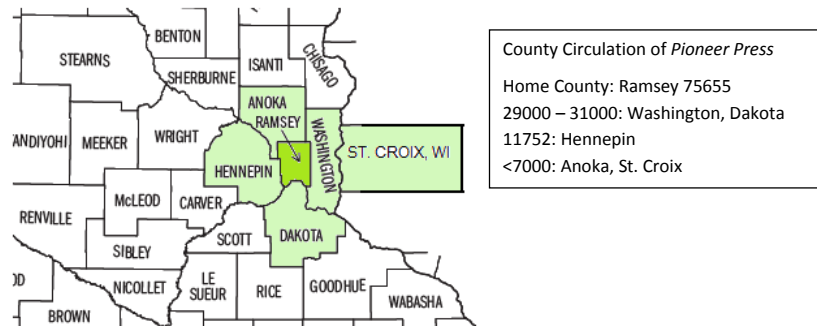 BENTON
STEARNS
ISANTI
CHISAGO
SHERBURNE
ANOKA
RAMSEY
WASHINGTON
ANDIYOHI
MEEKER
WRIGHT
HENNEPIN
ST. CROIX, WI
McLEOD
CARVER
RENVILLE
SCOTT
DAKOTA
SIBLEY
OD
NICOLLET
LE
SUEUR
RICE
GOODHUE
WABASHA
BROWN
County Circulation of Pioneer Press
Home County: Ramsey 75655
29000 – 31000: Washington, Dakota
11752: Hennepin
<7000: Anoka, St. Croix